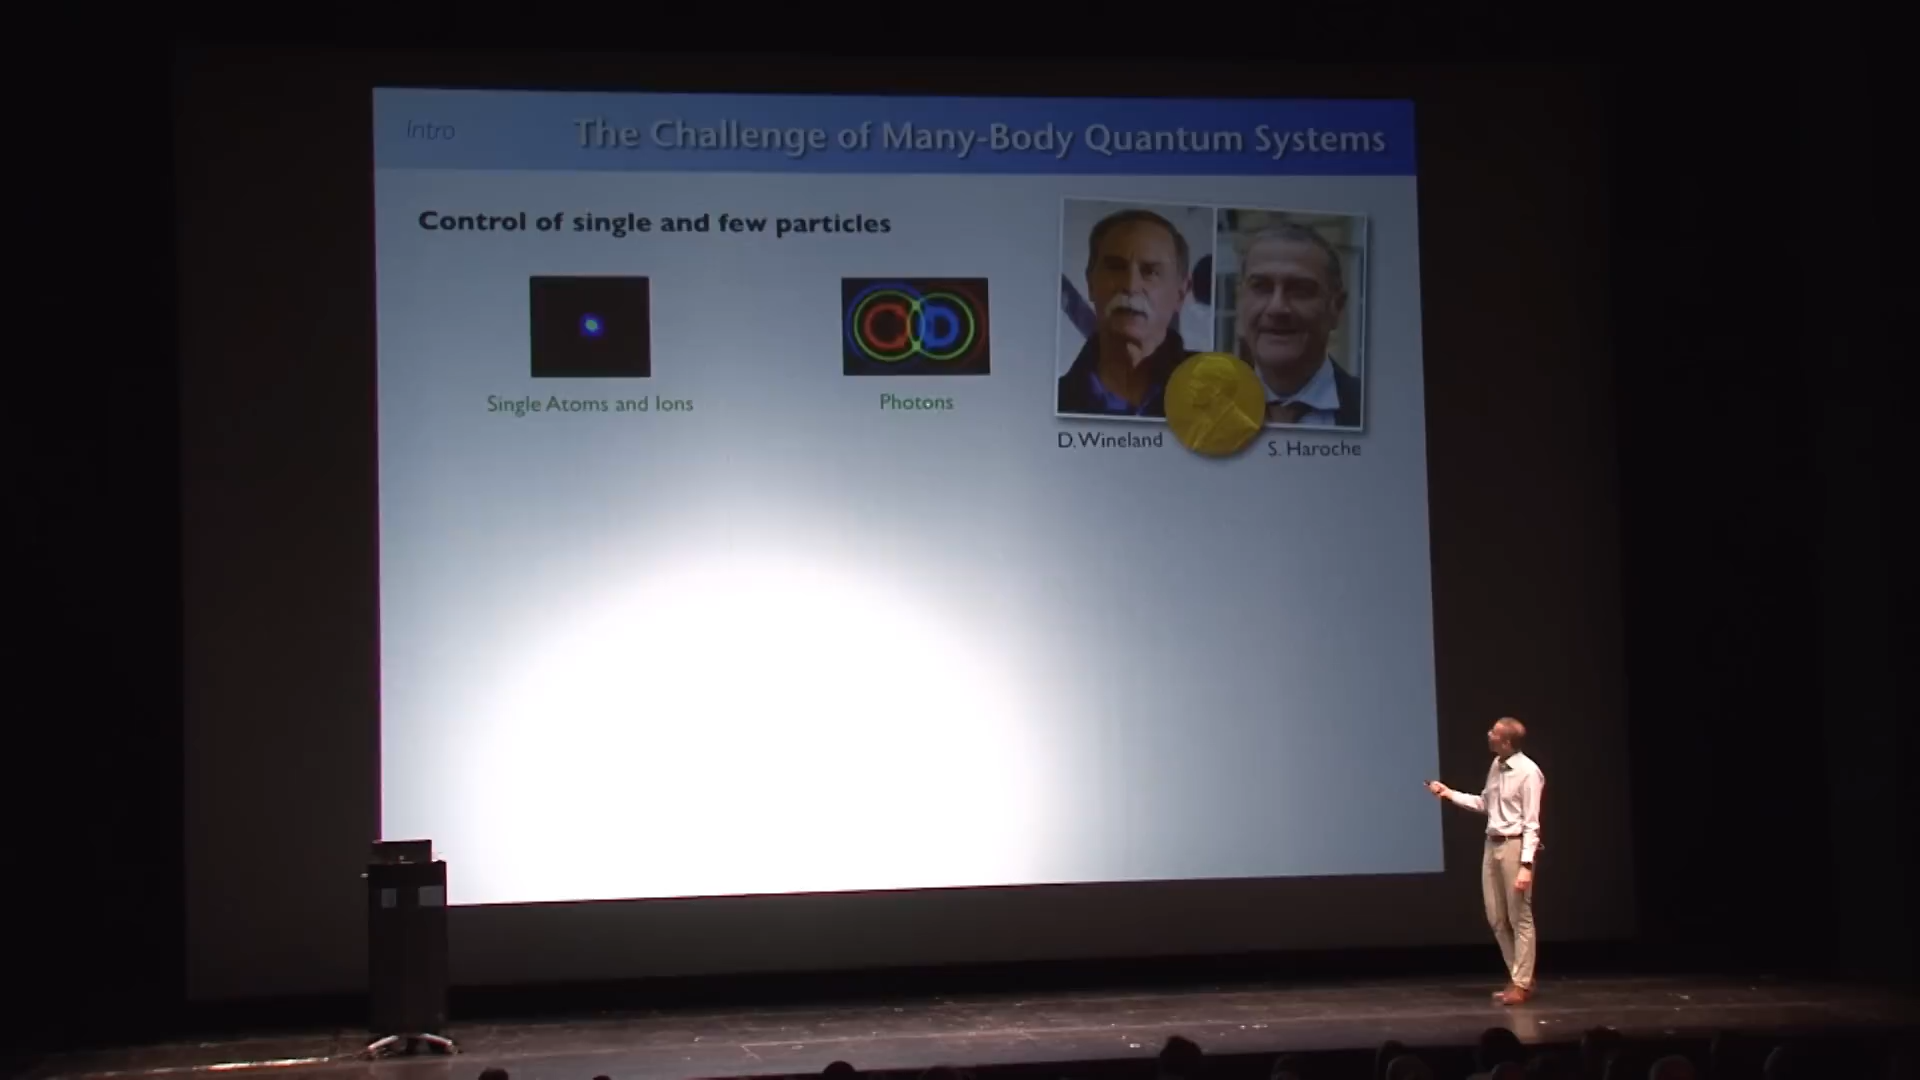 Intro
The Challenge of Many-Body Quantum Systems
Control of single and few particles
Single Atoms and Ions
Photons
D. Wineland
S. Haroche